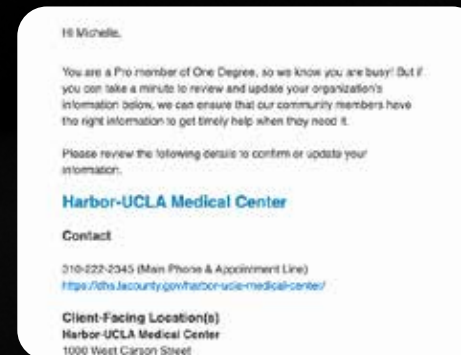 Hi Michelle,
You are a Pro member of One Degree, so we know you are busy! But if
you can take a minute to review and update your organization's
information below, we can ensure that our community members have
the right information to get timely help when they need it.
Please review the following details to confirm or update your
information.
Harbor-UCLA Medical Center
Contact
310-222-2345 (Main Phone & Appointment Line)
https://dhs.lacounty.gov/harbor-ucla-medical-center/
Client-Facing Location(s)
Harbor-UCLA Medical Center
1000 West Carson Street